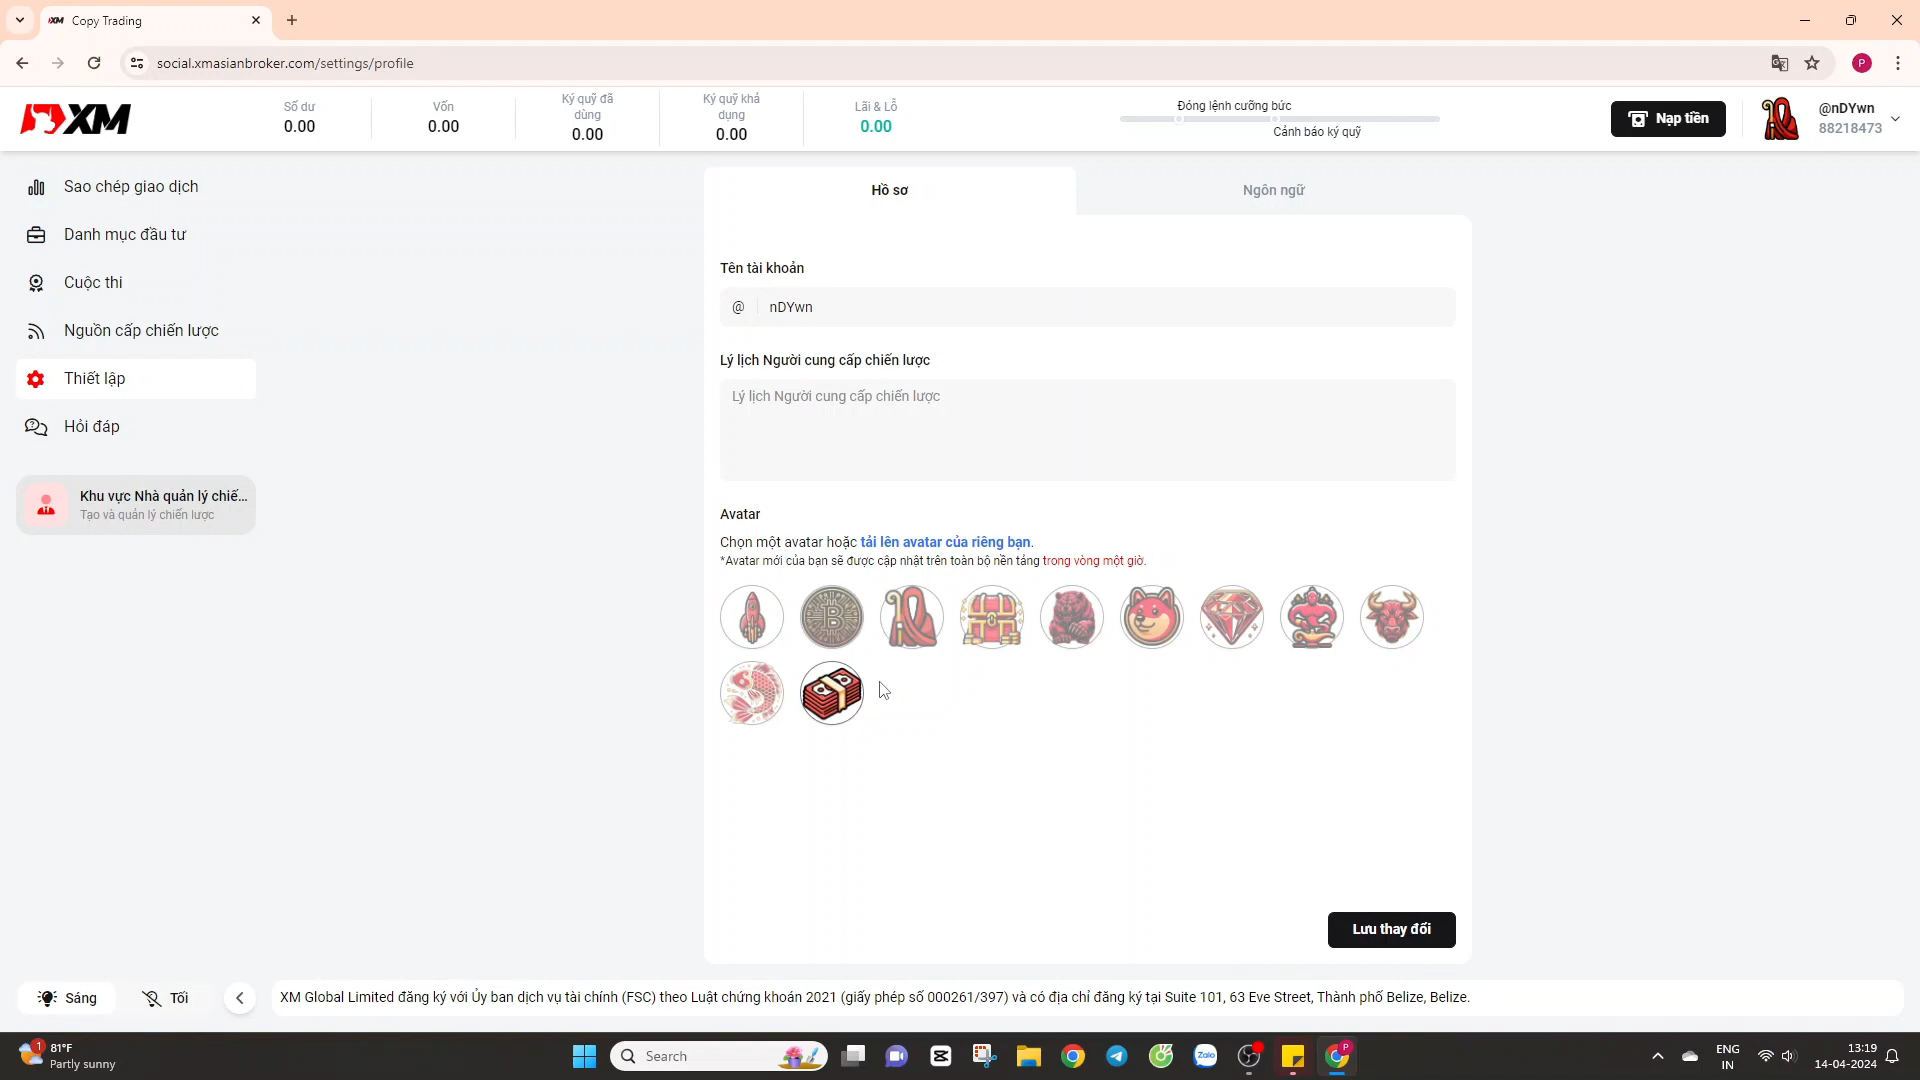 XM Copy Trading
social.xmasianbroker.com/settings/profile
P
XM
Số dư
0.00
Vốn
0.00
Ký quỹ đã
dùng
0.00
Ký quỹ khả
dụng
0.00
Lãi & Lỗ
0.00
Đóng lệnh cưỡng bức
Cảnh báo ký quỹ
Nạp tiền
@nDYwn
88218473
Sao chép giao dịch
Danh mục đầu tư
Cuộc thi
Nguồn cấp chiến lược
Thiết lập
Hỏi đáp
Khu vực Nhà quản lý chiế...
Tạo và quản lý chiến lược
Hồ sơ
Ngôn ngữ
Tên tài khoản
@ nDYwn
Lý lịch Người cung cấp chiến lược
Lý lịch Người cung cấp chiến lược
Avatar
Chọn một avatar hoặc tải lên avatar của riêng bạn.
*Avatar mới của bạn sẽ được cập nhật trên toàn bộ nền tảng trong vòng một giờ.
Lưu thay đổi
Sáng
Tối
XM Global Limited đăng ký với Ủy ban dịch vụ tài chính (FSC) theo Luật chứng khoán 2021 (giấy phép số 000261/397) và có địa chỉ đăng ký tại Suite 101, 63 Eve Street, Thành phố Belize, Belize.
1
81°F
Partly sunny
Search
Zalo
P
ENG
IN
13:19
14-04-2024